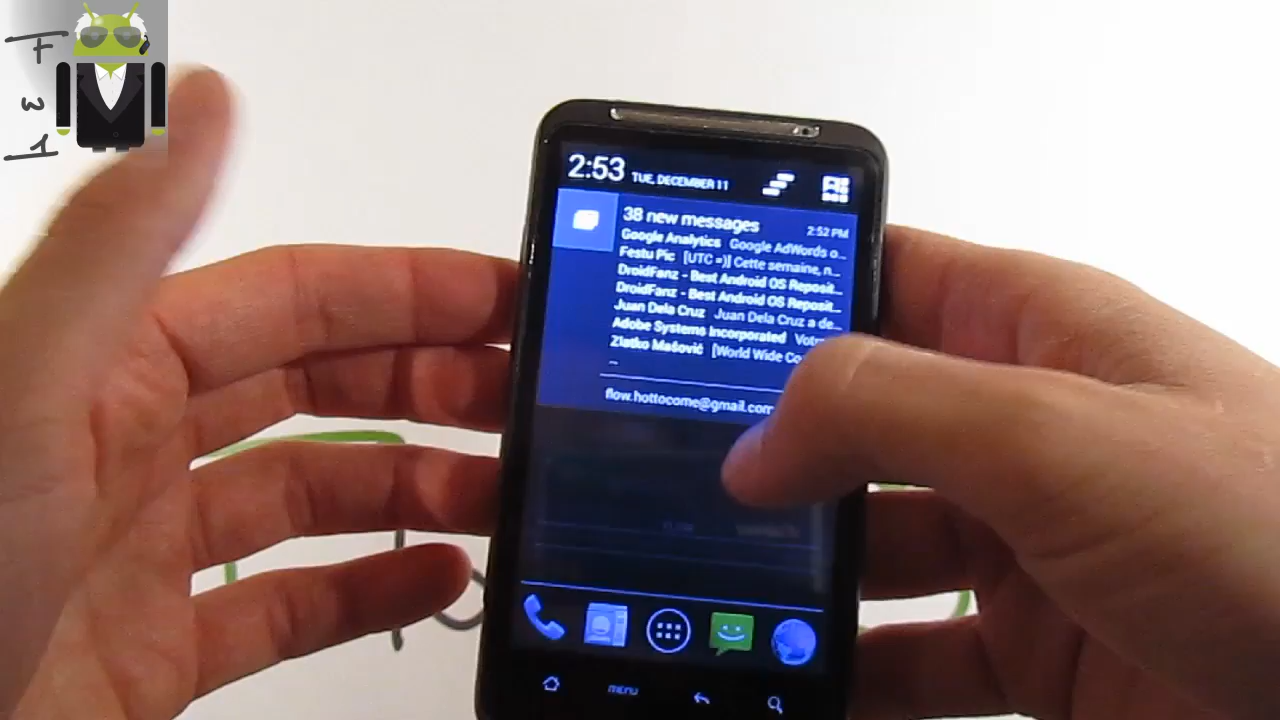 F
W
1
2:53 TUE, DECEMBER 11
38 new messages 2:52 PM
Google Analytics Google AdWords o...
Festu Pic [UTC =)] Cette semaine, n...
DroidFanz - Best Android OS Reposit...
DroidFanz - Best Android OS Reposit...
Juan Dela Cruz Juan Dela Cruz a de...
Adobe Systems Incorporated
Zlatko Mašović [World Wide
...
flow.hottocome@gmail.com
MENU